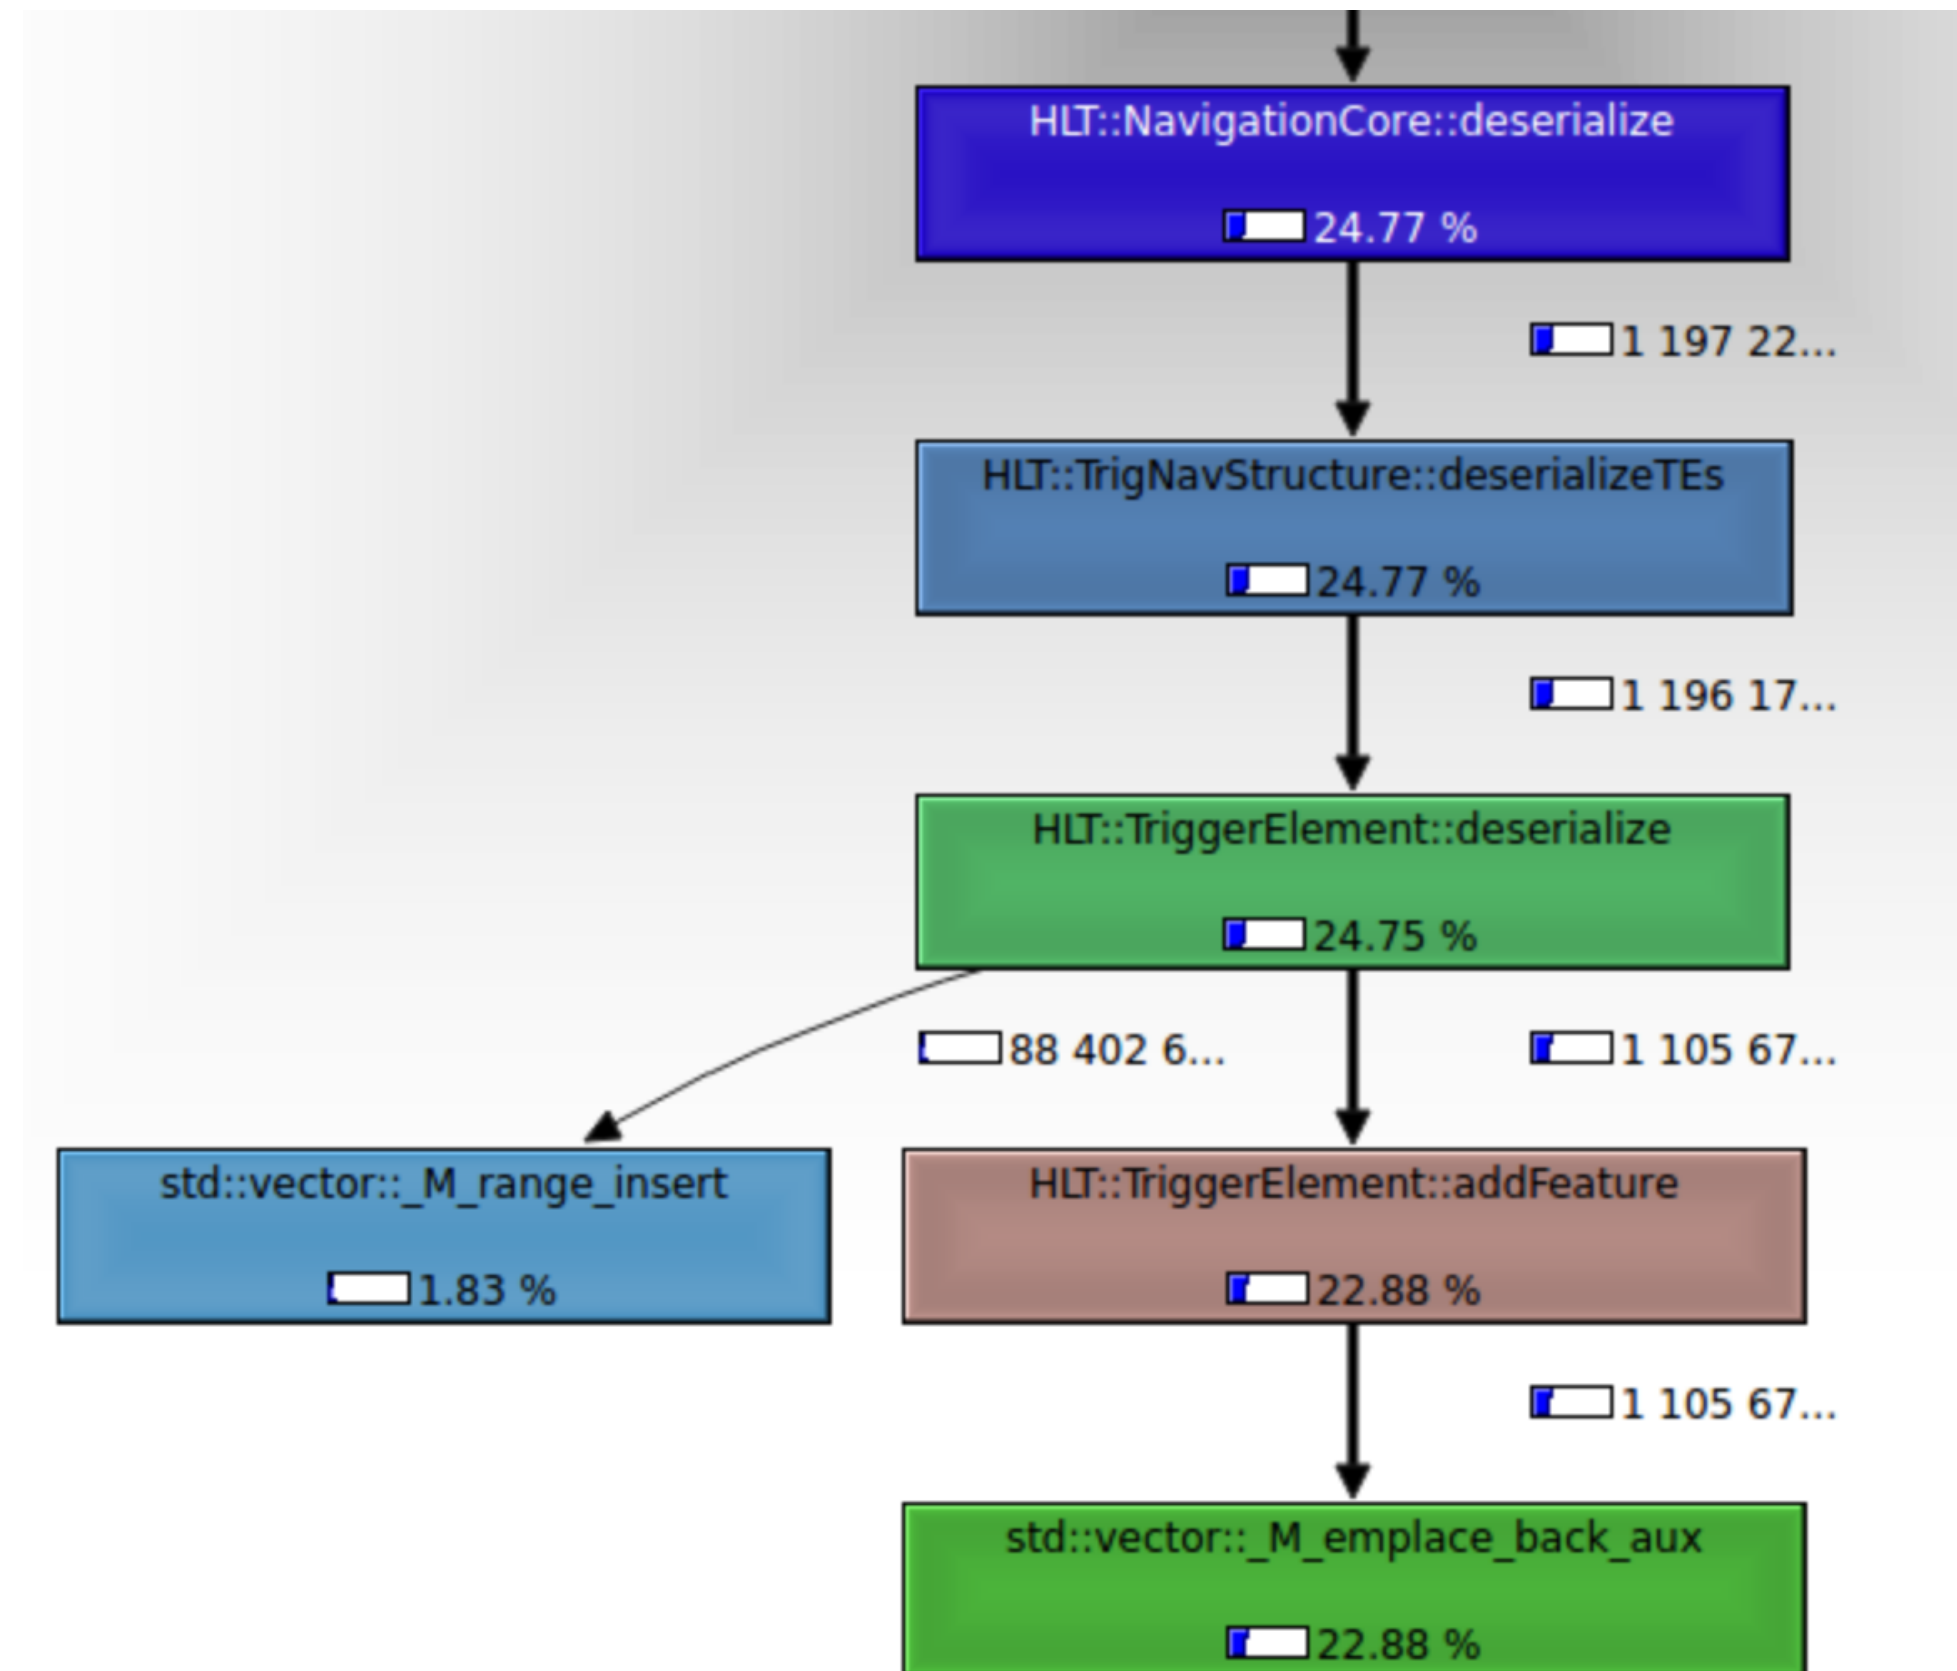 HLT::NavigationCore::deserialize
24.77 %
1 197 22...
HLT::TrigNavStructure::deserializeTEs
24.77 %
1 196 17...
HLT::TriggerElement::deserialize
24.75 %
88 402 6...
1 105 67...
std::vector::_M_range_insert
1.83 %
HLT::TriggerElement::addFeature
22.88 %
1 105 67...
std::vector::_M_emplace_back_aux
22.88 %